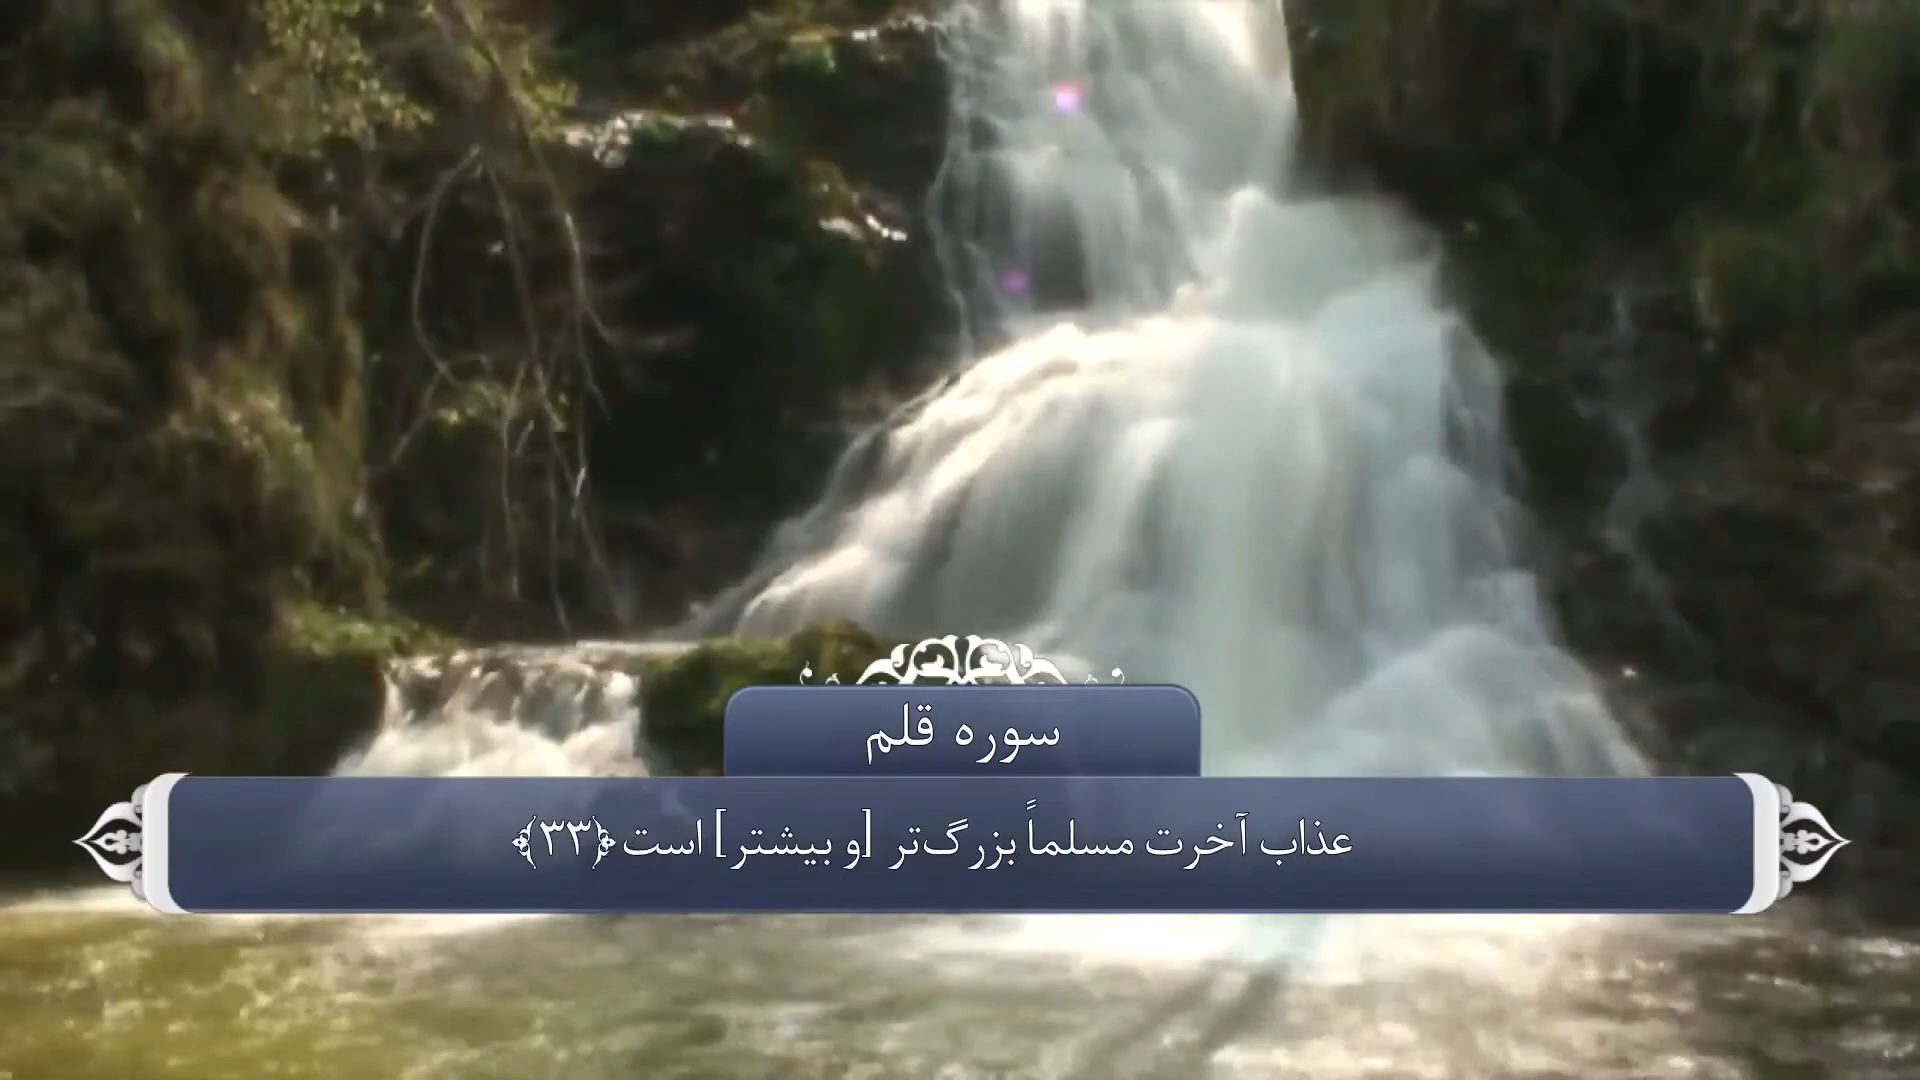 سوره قلم
عذاب آخرت مسلماً بزرگ‌تر [و بیشتر] است ﴿۳۳﴾